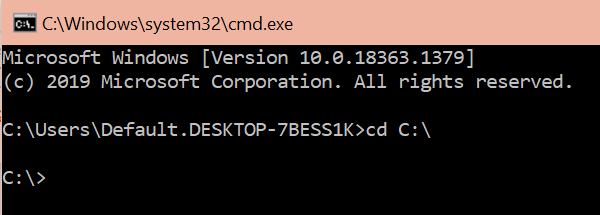 C:\Windows\system32\cmd.exe
Microsoft Windows [Version 10.0.18363.1379]
(c) 2019 Microsoft Corporation. All rights reserved.
C:\Users\Default.DESKTOP-7BESS1K>cd C:\
C:\>